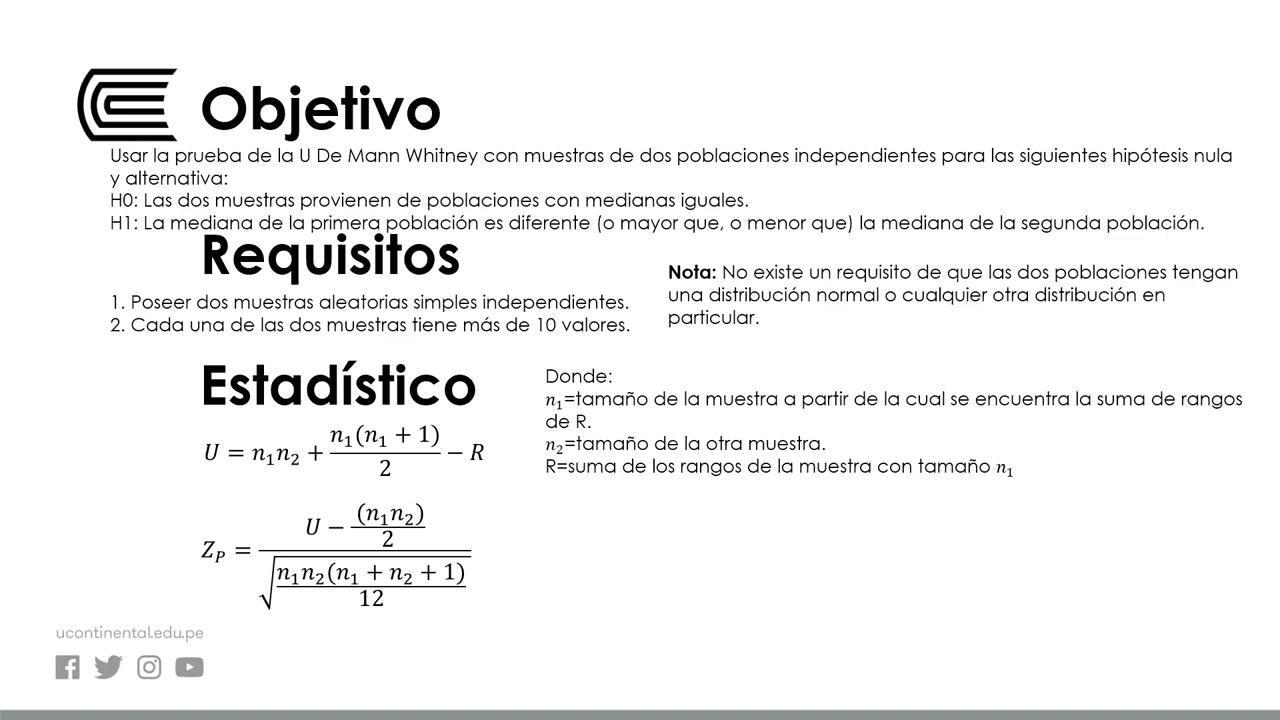 Objetivo
Usar la prueba de la U De Mann Whitney con muestras de dos poblaciones independientes para las siguientes hipótesis nula
y alternativa:
H0: Las dos muestras provienen de poblaciones con medianas iguales.
H1: La mediana de la primera población es diferente (o mayor que, o menor que) la mediana de la segunda población.
Requisitos
1. Poseer dos muestras aleatorias simples independientes.
2. Cada una de las dos muestras tiene más de 10 valores.
Nota: No existe un requisito de que las dos poblaciones tengan
una distribución normal o cualquier otra distribución en
particular.
Estadístico
U = n₁n₂ + n₁(n₁ + 1)/2 − R
Z_P = (U − (n₁n₂)/2) / √(n₁n₂(n₁ + n₂ + 1)/12)
Donde:
n₁=tamaño de la muestra a partir de la cual se encuentra la suma de rangos
de R.
n₂=tamaño de la otra muestra.
R=suma de los rangos de la muestra con tamaño n₁
ucontinental.edu.pe